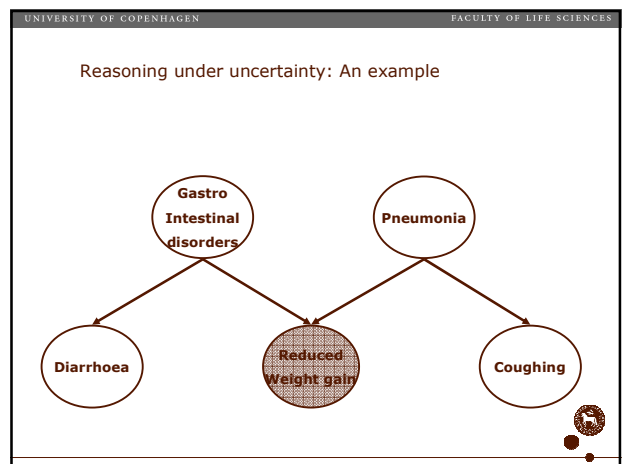 UNIVERSITY OF COPENHAGEN FACULTY OF LIFE SCIENCES
Reasoning under uncertainty: An example
Gastro
Intestinal
disorders
Pneumonia
Diarrhoea
Reduced
Weight gain
Coughing